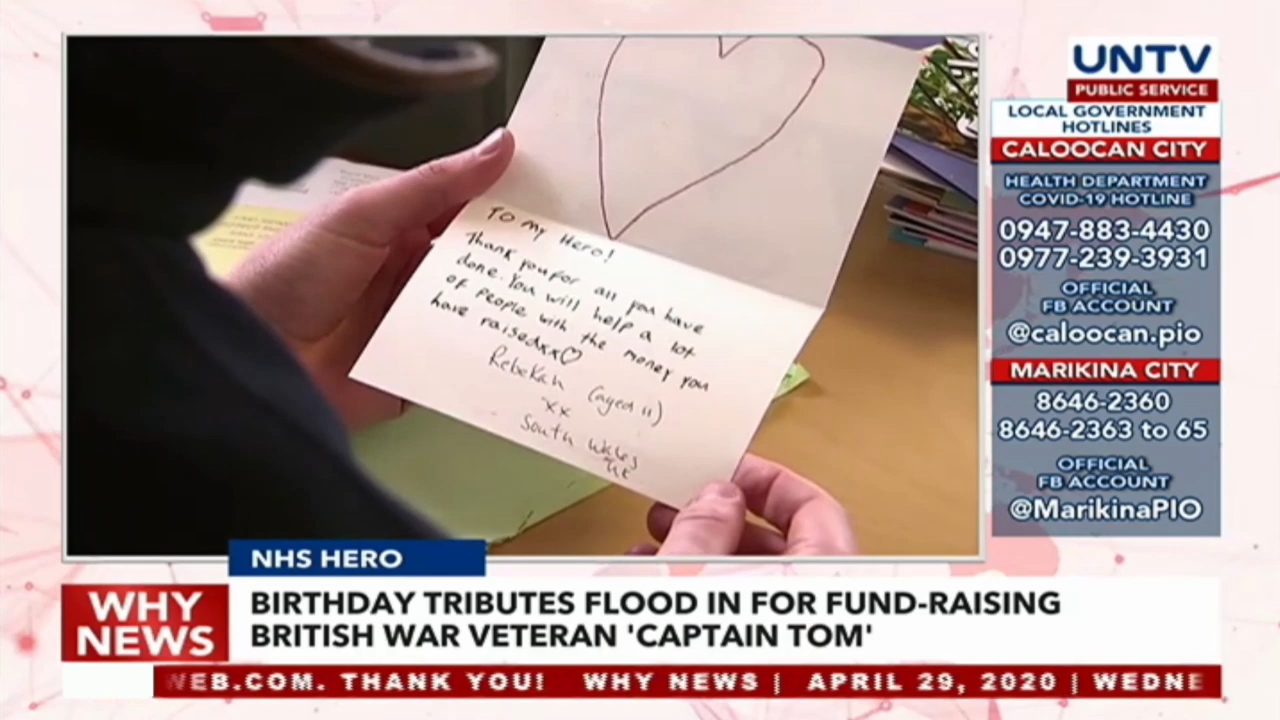 To my Hero!
Thank you for all you have
done. You will help a lot
of people with the money you
have raised xx♡
Rebekah (aged 11)
xx
South Wales
UK
UNTV
PUBLIC SERVICE
LOCAL GOVERNMENT
HOTLINES
CALOOCAN CITY
HEALTH DEPARTMENT
COVID-19 HOTLINE
0947-883-4430
0977-239-3931
OFFICIAL
FB ACCOUNT
@caloocan.pio
MARIKINA CITY
8646-2360
8646-2363 to 65
OFFICIAL
FB ACCOUNT
@MarikinaPIO
NHS HERO
WHY
NEWS
BIRTHDAY TRIBUTES FLOOD IN FOR FUND-RAISING
BRITISH WAR VETERAN 'CAPTAIN TOM'
WEB.COM. THANK YOU! WHY NEWS | APRIL 29, 2020 | WEDNE